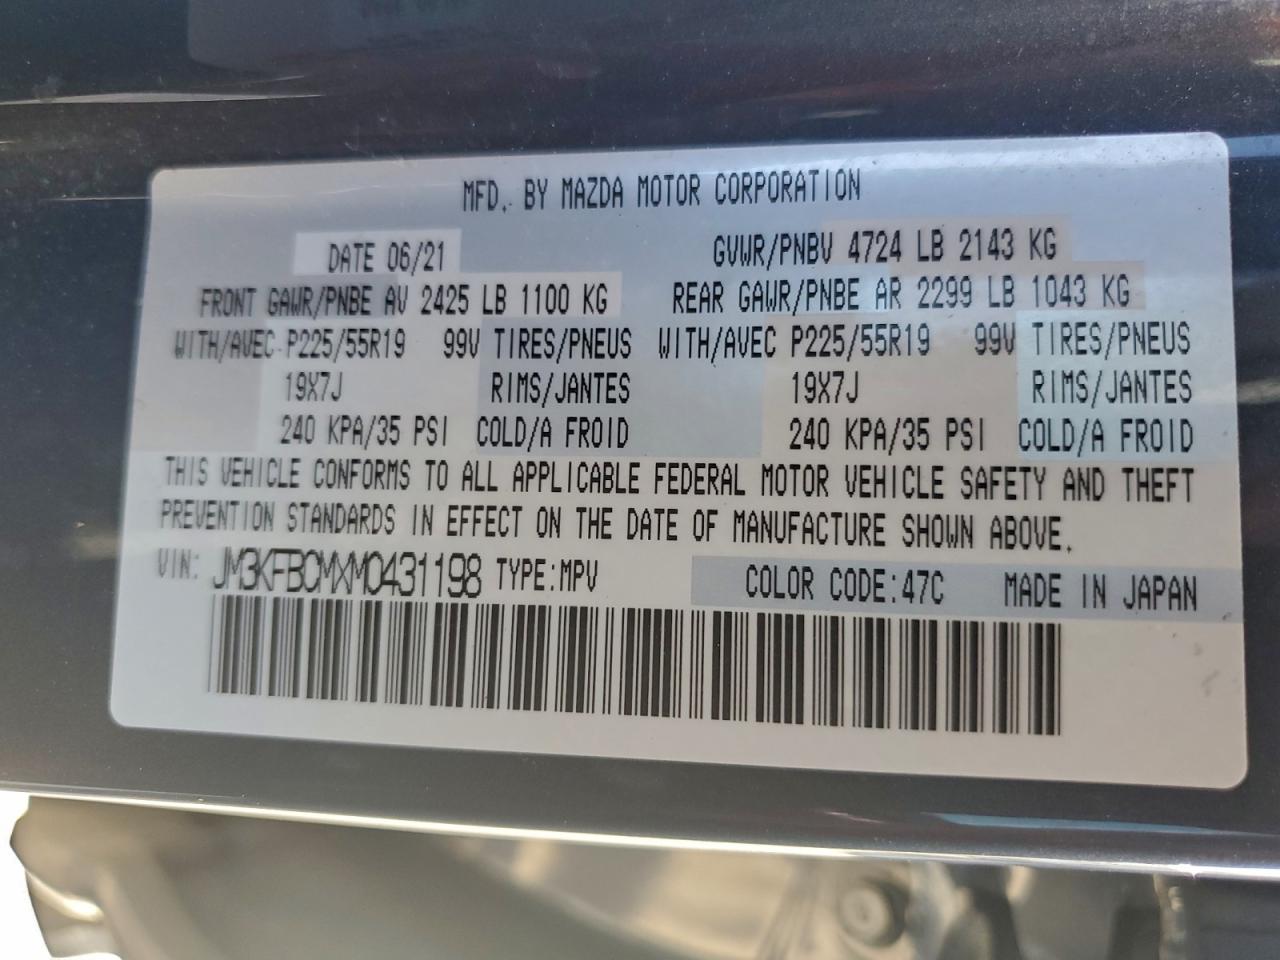 MFD. BY MAZDA MOTOR CORPORATION
DATE 06/21 GVWR/PNBV 4724 LB 2143 KG
FRONT GAWR/PNBE AV 2425 LB 1100 KG REAR GAWR/PNBE AR 2299 LB 1043 KG
WITH/AVEC P225/55R19 99V TIRES/PNEUS WITH/AVEC P225/55R19 99V TIRES/PNEUS
19X7J RIMS/JANTES 19X7J RIMS/JANTES
240 KPA/35 PSI COLD/A FROID 240 KPA/35 PSI COLD/A FROID
THIS VEHICLE CONFORMS TO ALL APPLICABLE FEDERAL MOTOR VEHICLE SAFETY AND THEFT
PREVENTION STANDARDS IN EFFECT ON THE DATE OF MANUFACTURE SHOWN ABOVE.
VIN: JM3KFBCMXM0431198 TYPE:MPV COLOR CODE:47C MADE IN JAPAN